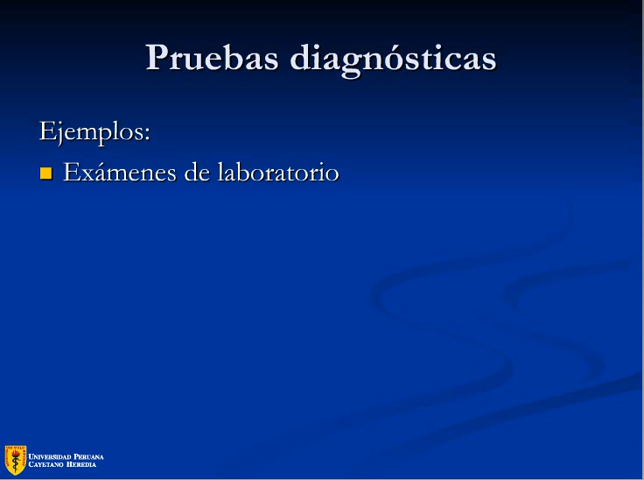 Pruebas diagnósticas
Ejemplos:
Exámenes de laboratorio
UNIVERSIDAD PERUANA
CAYETANO HEREDIA